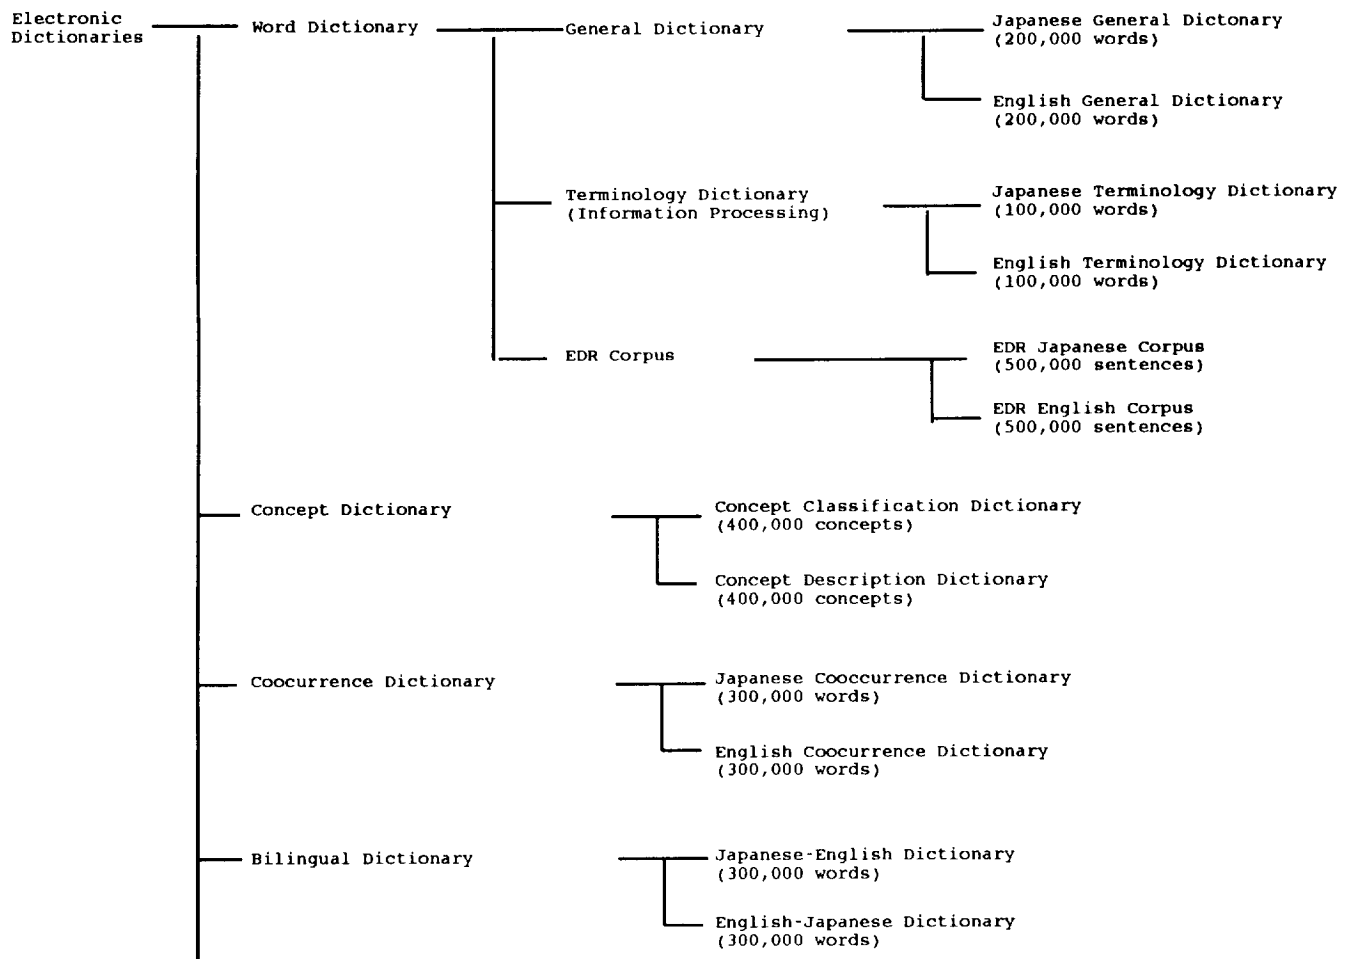 Electronic
Dictionaries
Word Dictionary
General Dictionary
Japanese General Dictonary
(200,000 words)
English General Dictionary
(200,000 words)
Terminology Dictionary
(Information Processing)
Japanese Terminology Dictionary
(100,000 words)
English Terminology Dictionary
(100,000 words)
EDR Corpus
EDR Japanese Corpus
(500,000 sentences)
EDR English Corpus
(500,000 sentences)
Concept Dictionary
Concept Classification Dictionary
(400,000 concepts)
Concept Description Dictionary
(400,000 concepts)
Coocurrence Dictionary
Japanese Cooccurrence Dictionary
(300,000 words)
English Coocurrence Dictionary
(300,000 words)
Bilingual Dictionary
Japanese-English Dictionary
(300,000 words)
English-Japanese Dictionary
(300,000 words)